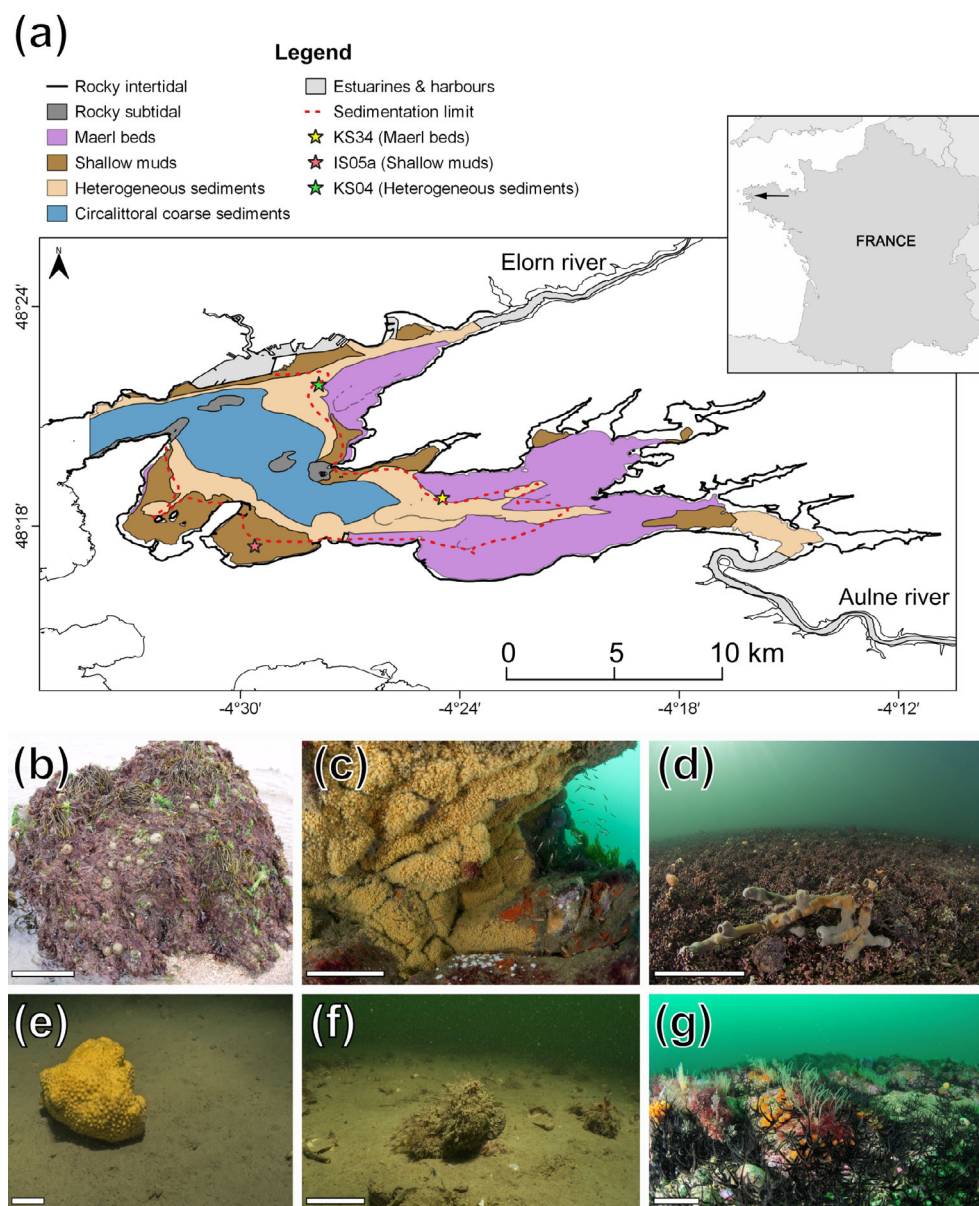 (a)
Legend
Rocky intertidal
Rocky subtidal
Maerl beds
Shallow muds
Heterogeneous sediments
Circalittoral coarse sediments
Estuarines & harbours
Sedimentation limit
KS34 (Maerl beds)
IS05a (Shallow muds)
KS04 (Heterogeneous sediments)
FRANCE
N
Elorn river
48°24'
48°18'
Aulne river
0 5 10 km
-4°30' -4°24' -4°18' -4°12'
(b) (c) (d)
(e) (f) (g)